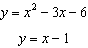 y = x² − 3x − 6
y = x − 1